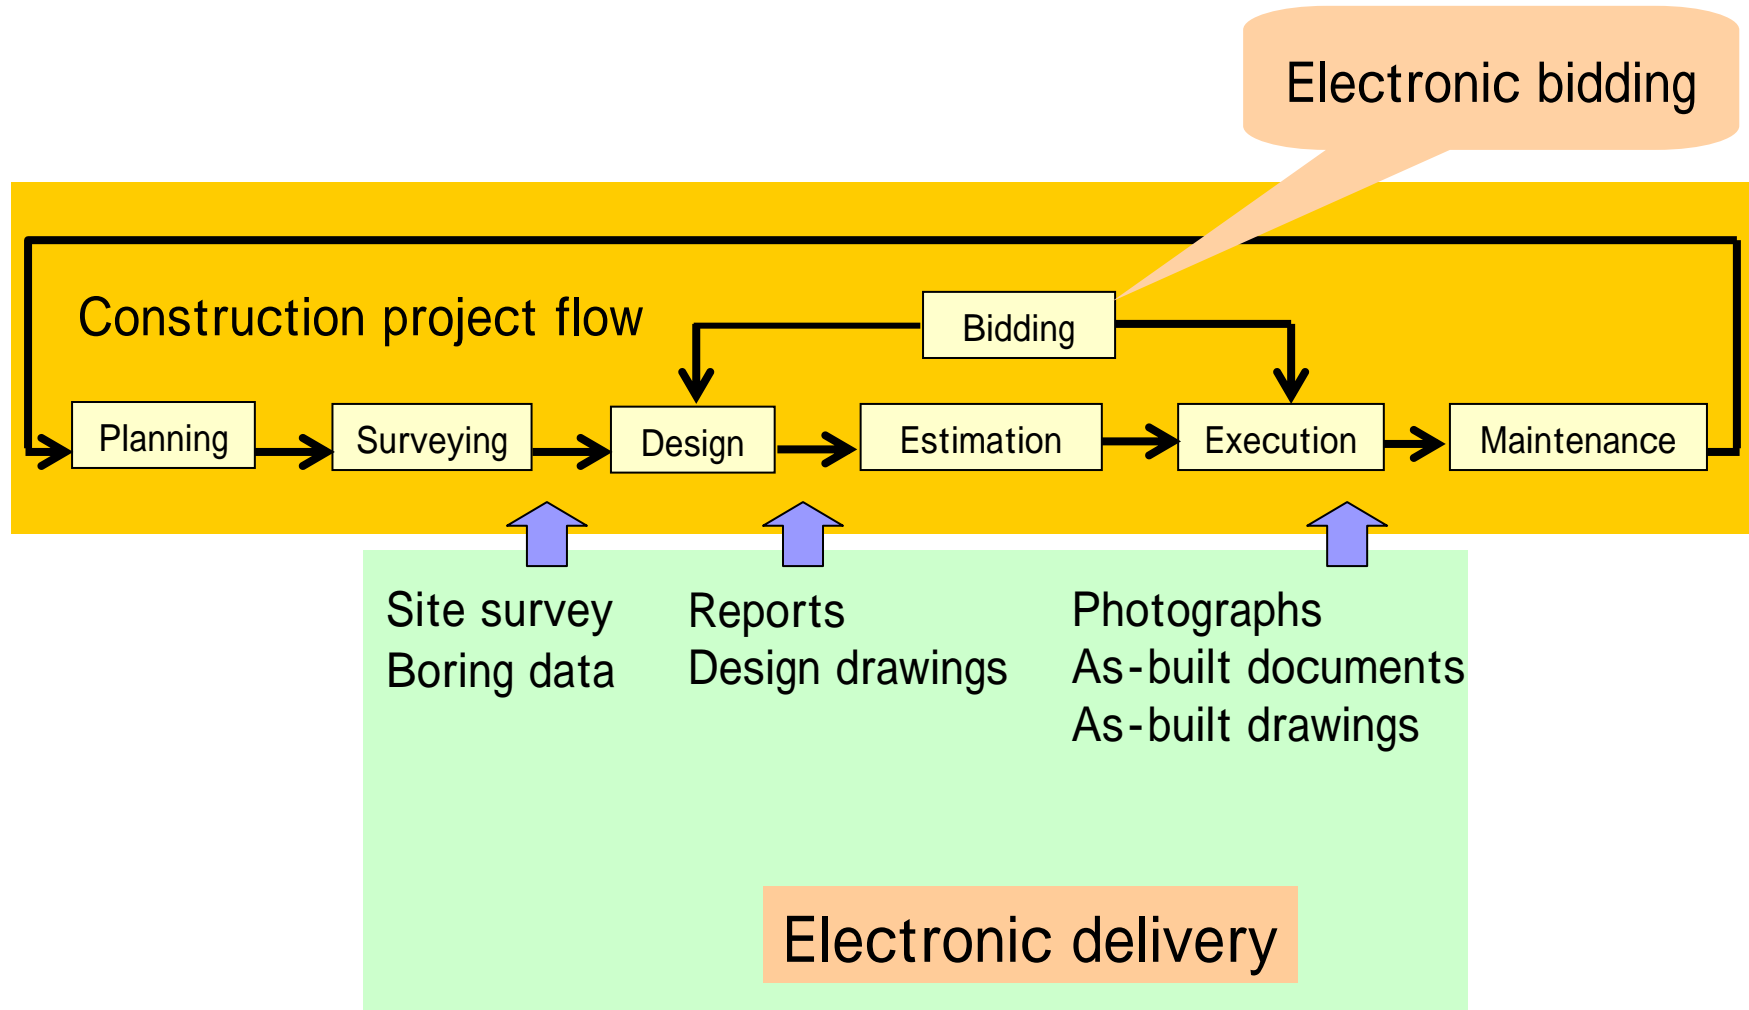 Electronic bidding
Construction project flow
Bidding
Planning
Surveying
Design
Estimation
Execution
Maintenance
Site survey
Boring data
Reports
Design drawings
Photographs
As-built documents
As-built drawings
Electronic delivery